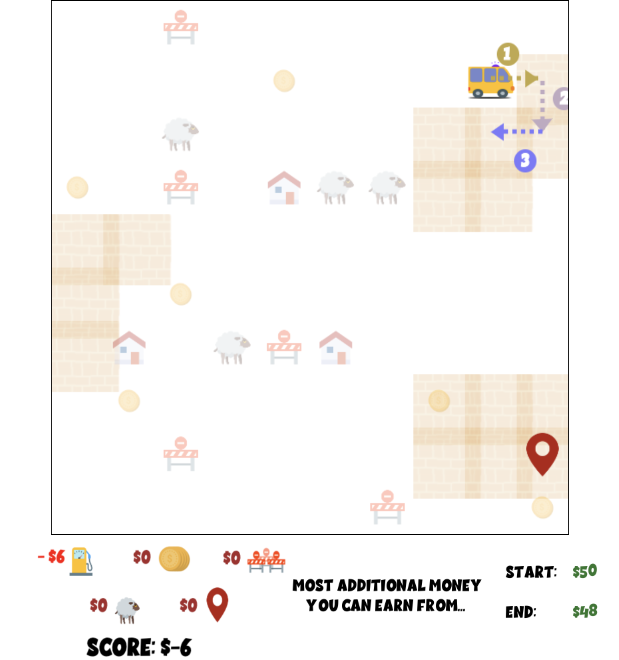 1
2
3
- $6
$0
$0
$0
$0
MOST ADDITIONAL MONEY
YOU CAN EARN FROM...
START: $50
END: $48
SCORE: $-6